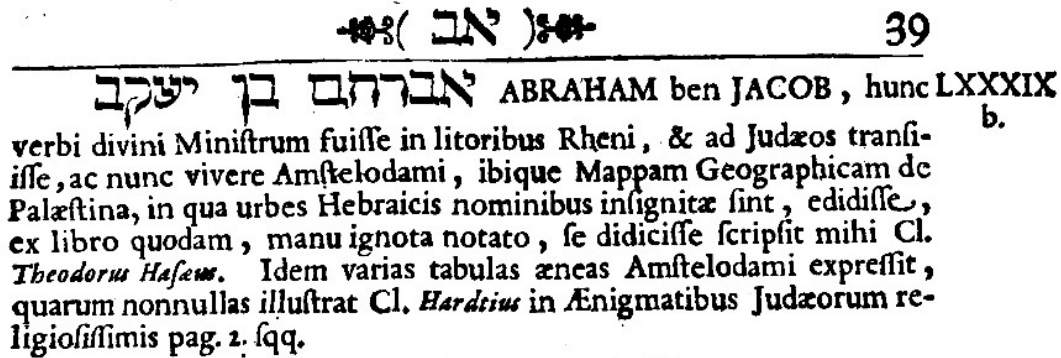 ( אב ) 39
אברהם בן יעקב ABRAHAM ben JACOB, hunc LXXXIX
b.
verbi divini Miniſtrum fuiſſe in litoribus Rheni, & ad Judæos tranſi-
iſſe, ac nunc vivere Amſtelodami, ibique Mappam Geographicam de
Palæſtina, in qua urbes Hebraicis nominibus inſignitæ ſint, edidiſſe,
ex libro quodam, manu ignota notato, ſe didiciſſe ſcripſit mihi Cl.
Theodorus Haſæus. Idem varias tabulas æneas Amſtelodami expreſſit,
quarum nonnullas illuſtrat Cl. Hardtius in Ænigmatibus Judæorum re-
ligioſiſſimis pag. 2. ſqq.